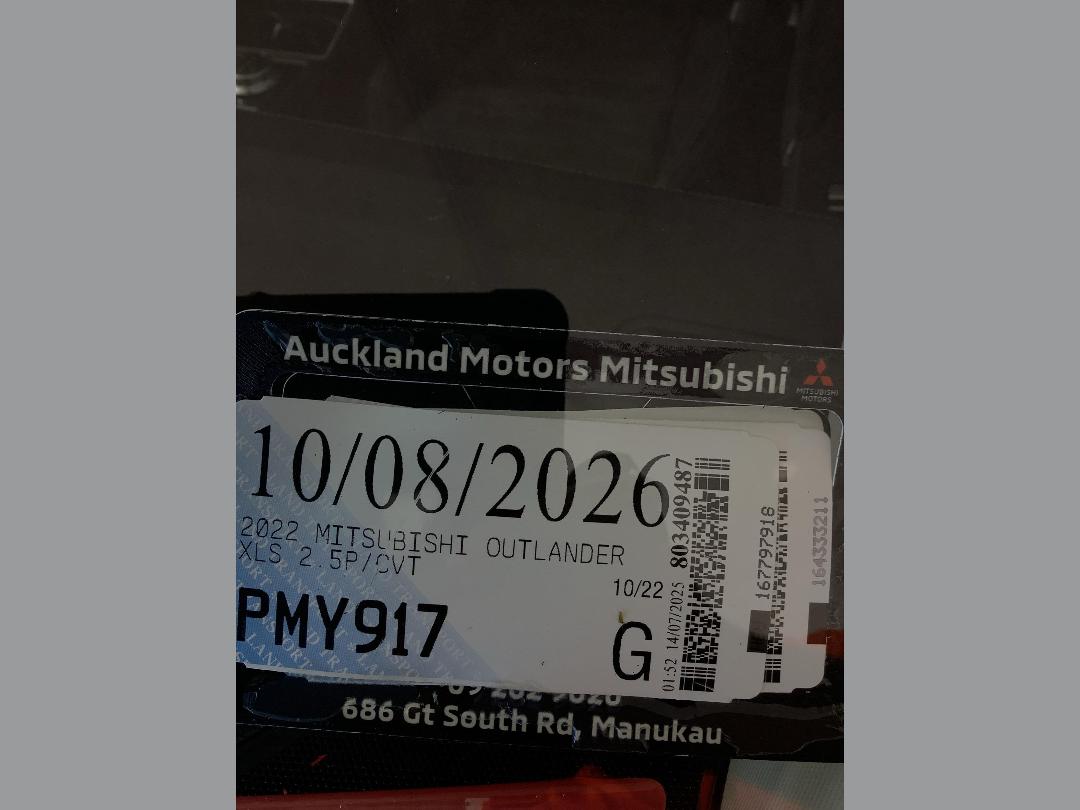 Auckland Motors Mitsubishi
MITSUBISHI
MOTORS
10/08/2026
2022 MITSUBISHI OUTLANDER
XLS 2.5P/CVT
10/22
PMY917
G
01:52 14/07/2025 803409487
167797918
164333211
686 Gt South Rd, Manukau